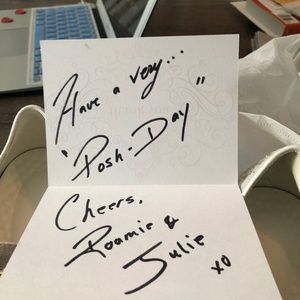 Have a very...
"Posh-Day"
Cheers,
Roamie &
Julie
xo